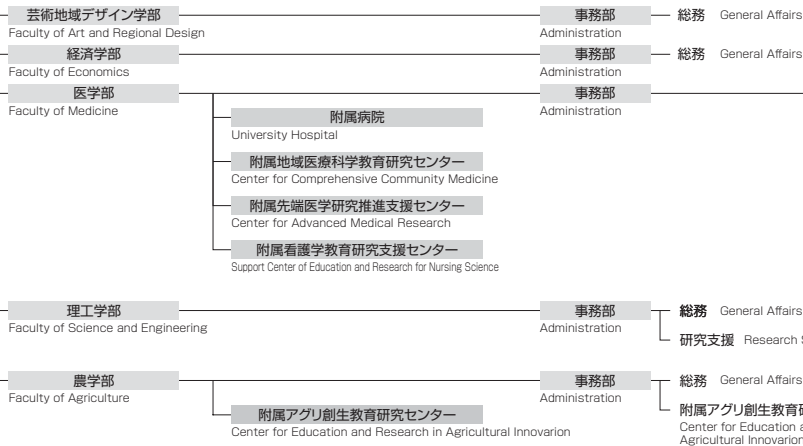 芸術地域デザイン学部 事務部 総務 General Affairs
Faculty of Art and Regional Design Administration
経済学部 事務部 総務 General Affairs
Faculty of Economics Administration
医学部 事務部
Faculty of Medicine Administration
附属病院
University Hospital
附属地域医療科学教育研究センター
Center for Comprehensive Community Medicine
附属先端医学研究推進支援センター
Center for Advanced Medical Research
附属看護学教育研究支援センター
Support Center of Education and Research for Nursing Science
理工学部 事務部 総務 General Affairs
Faculty of Science and Engineering Administration
研究支援 Research
農学部 事務部 総務 General Affairs
Faculty of Agriculture Administration
附属アグリ創生教育研究センター
Center for Education and Research in Agricultural Innovarion
附属アグリ創生教育
Center for Education
Agricultural Innovarion